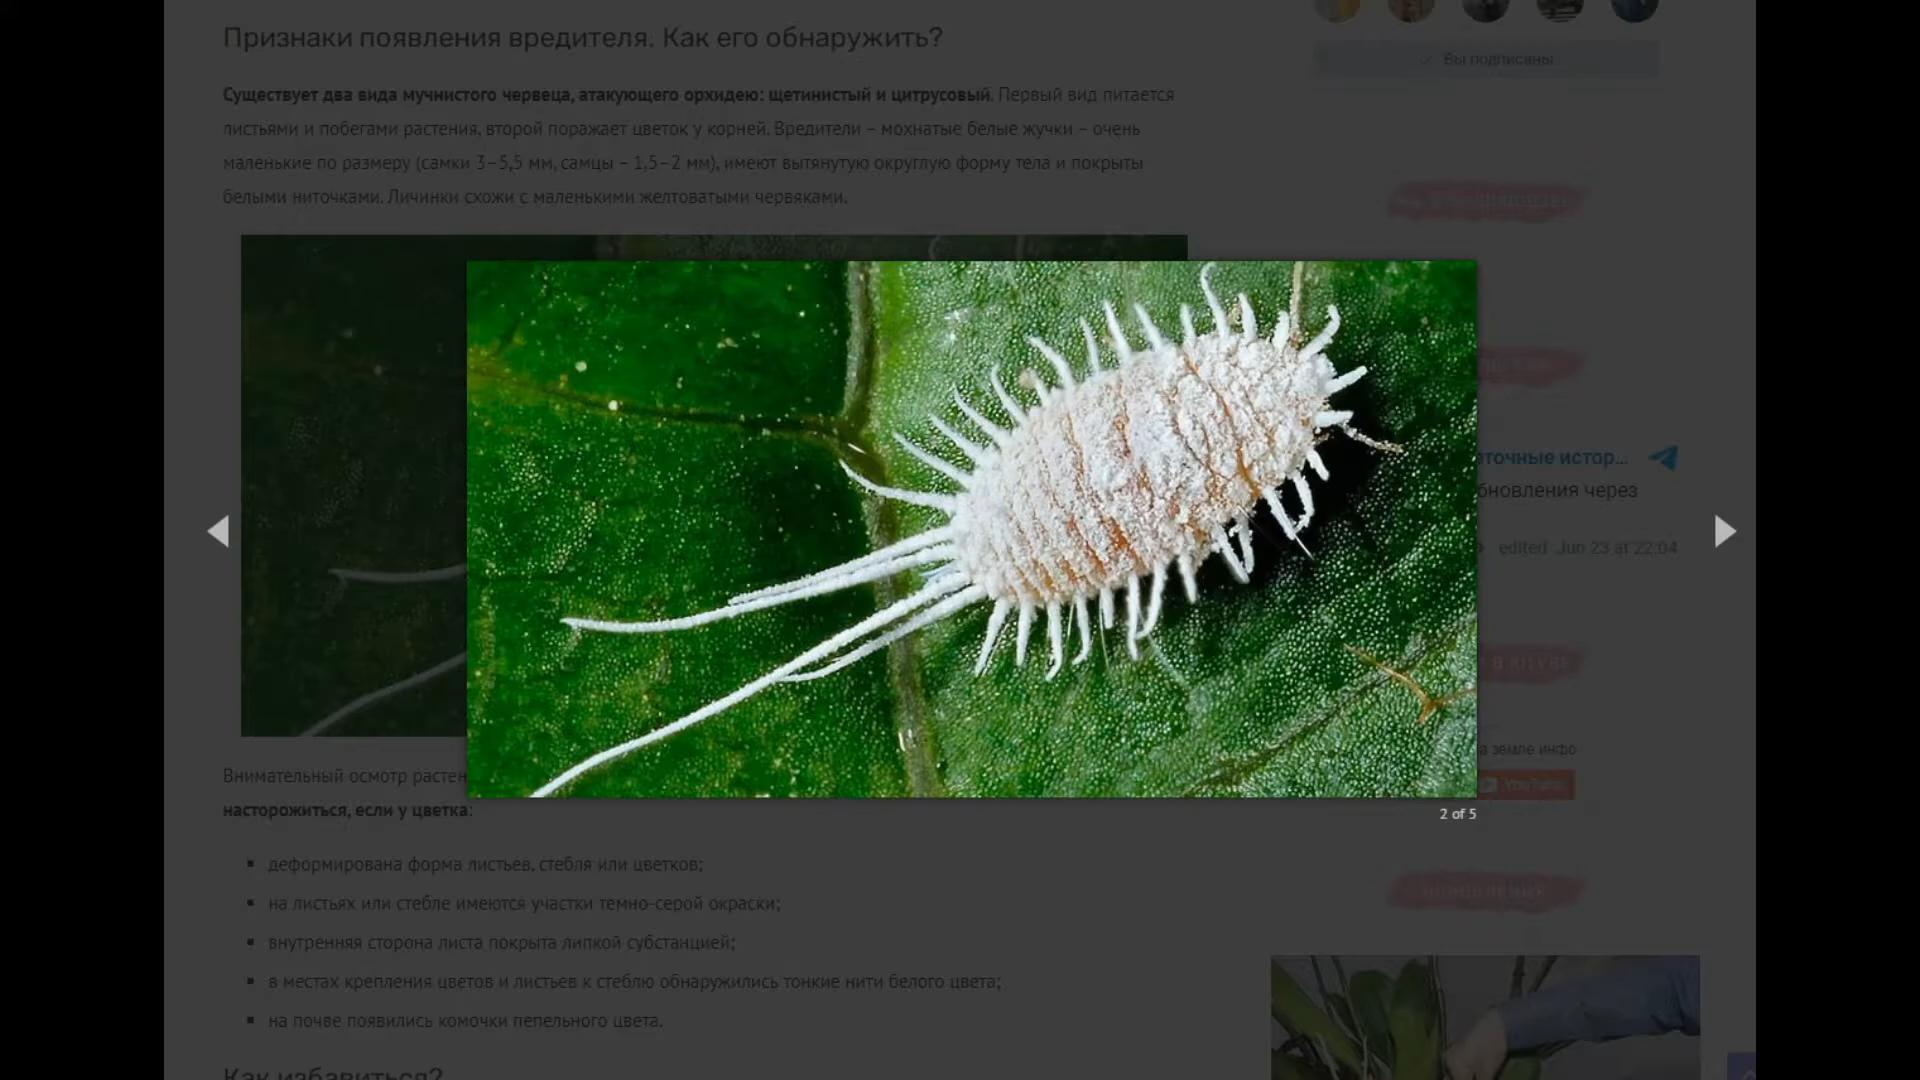 Признаки появления вредителя. Как его обнаружить?
Вы подписаны
Существует два вида мучнистого червеца, атакующего орхидею: щетинистый и цитрусовый. Первый вид питается
листьями и побегами растения, второй поражает цветок у корней. Вредители – мохнатые белые жучки – очень
маленькие по размеру (самки 3–5,5 мм, самцы – 1,5–2 мм), имеют вытянутую округлую форму тела и покрыты
белыми ниточками. Личинки схожи с маленькими желтоватыми червяками.
бновления через
edited Jun 23 at 22:04
земле инфо
YouTube
Внимательный осмотр
насторожиться, если у цветка:
2 of 5
▪ деформирована форма листьев, стебля или цветков;
▪ на листьях или стебле имеются участки темно-серой окраски;
▪ внутренняя сторона листа покрыта липкой субстанцией;
▪ в местах крепления цветов и листьев к стеблю обнаружились тонкие нити белого цвета;
▪ на почве появились комочки пепельного цвета.
Как избавиться?